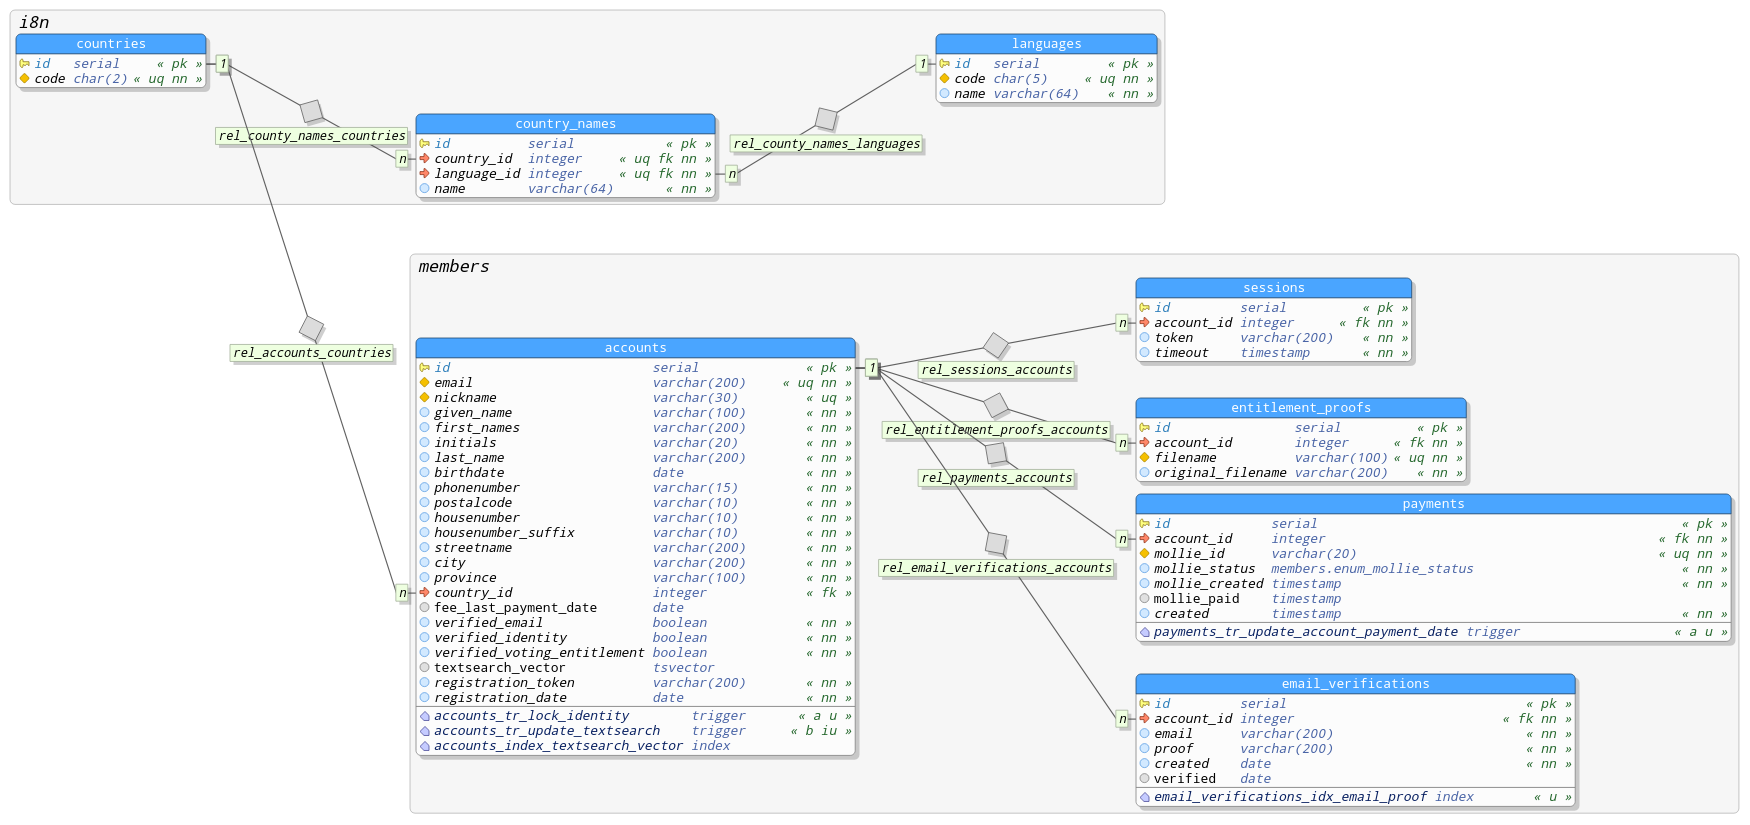 i8n
countries
id serial « pk »
code char(2) « uq nn »
1
rel_county_names_countries
n
country_names
id serial « pk »
country_id integer « uq fk nn »
language_id integer « uq fk nn »
name varchar(64) « nn »
n
rel_county_names_languages
1
languages
id serial « pk »
code char(5) « uq nn »
name varchar(64) « nn »
rel_accounts_countries
n
members
accounts
id serial « pk »
email varchar(200) « uq nn »
nickname varchar(30) « uq »
given_name varchar(100) « nn »
first_names varchar(200) « nn »
initials varchar(20) « nn »
last_name varchar(200) « nn »
birthdate date « nn »
phonenumber varchar(15) « nn »
postalcode varchar(10) « nn »
housenumber varchar(10) « nn »
housenumber_suffix varchar(10) « nn »
streetname varchar(200) « nn »
city varchar(200) « nn »
province varchar(100) « nn »
country_id integer « fk »
fee_last_payment_date date
verified_email boolean « nn »
verified_identity boolean « nn »
verified_voting_entitlement boolean « nn »
textsearch_vector tsvector
registration_token varchar(200) « nn »
registration_date date « nn »
accounts_tr_lock_identity trigger « a u »
accounts_tr_update_textsearch trigger « b iu »
accounts_index_textsearch_vector index
1
rel_sessions_accounts
n
rel_entitlement_proofs_accounts
n
rel_payments_accounts
n
rel_email_verifications_accounts
n
sessions
id serial « pk »
account_id integer « fk nn »
token varchar(200) « nn »
timeout timestamp « nn »
entitlement_proofs
id serial « pk »
account_id integer « fk nn »
filename varchar(100) « uq nn »
original_filename varchar(200) « nn »
payments
id serial « pk »
account_id integer « fk nn »
mollie_id varchar(20) « uq nn »
mollie_status members.enum_mollie_status « nn »
mollie_created timestamp « nn »
mollie_paid timestamp
created timestamp « nn »
payments_tr_update_account_payment_date trigger « a u »
email_verifications
id serial « pk »
account_id integer « fk nn »
email varchar(200) « nn »
proof varchar(200) « nn »
created date « nn »
verified date
email_verifications_idx_email_proof index « u »